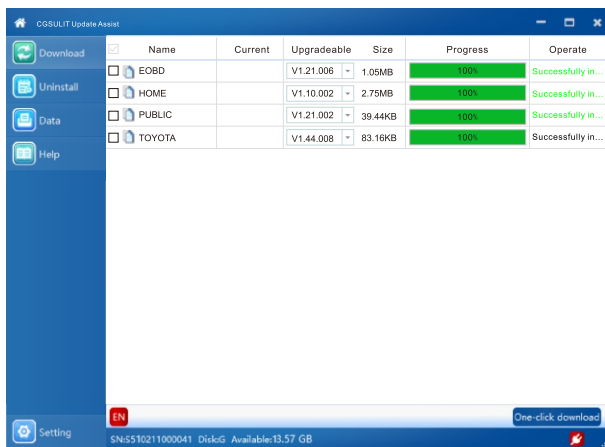 CGSULIT Update Assist
Download
Uninstall
Data
Help
Setting
Name Current Upgradeable Size Progress Operate
EOBD V1.21.006 1.05MB 100% Successfully in...
HOME V1.10.002 2.75MB 100% Successfully in...
PUBLIC V1.21.002 39.44KB 100% Successfully in...
TOYOTA V1.44.008 83.16KB 100% Successfully in...
EN One-click download
SN:S510211000041 Disk:G Available:13.57 GB